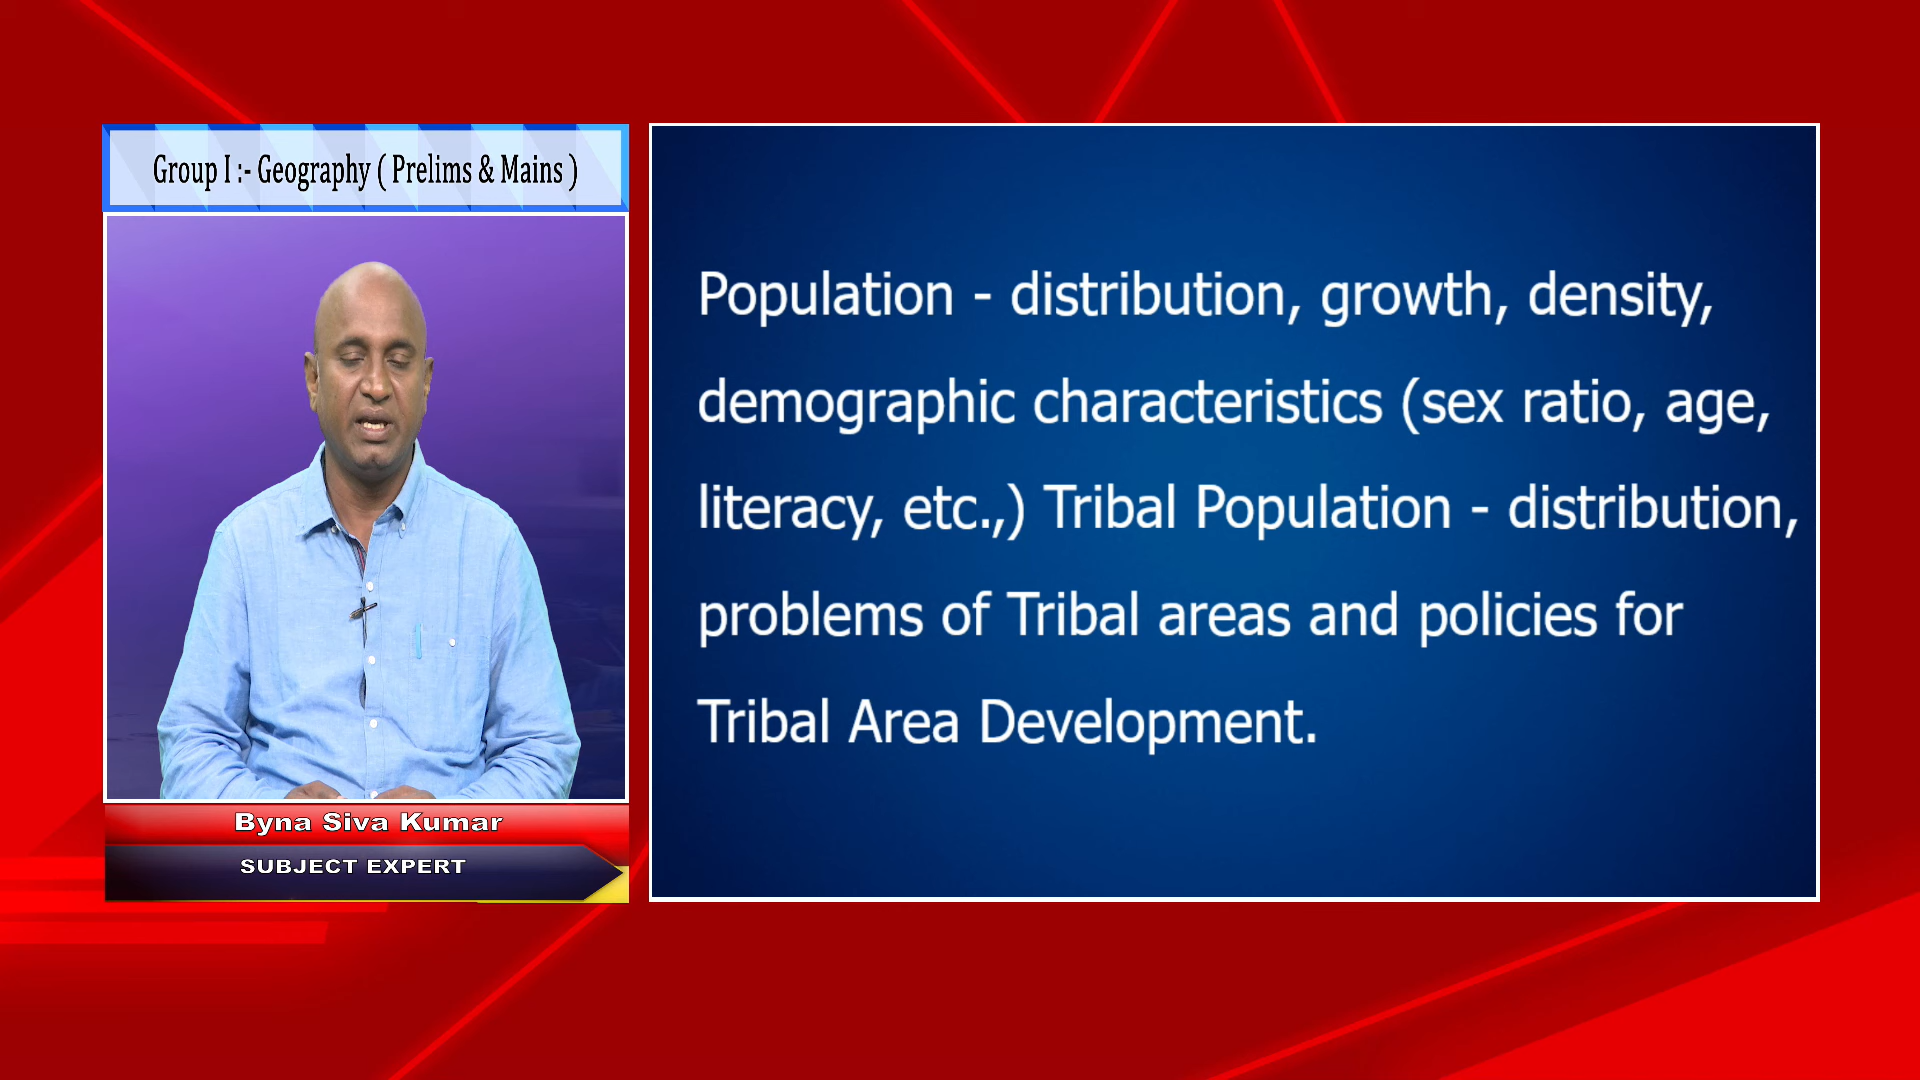 Group I :- Geography ( Prelims & Mains )
Byna Siva Kumar
SUBJECT EXPERT
Population - distribution, growth, density,
demographic characteristics (sex ratio, age,
literacy, etc.,) Tribal Population - distribution,
problems of Tribal areas and policies for
Tribal Area Development.